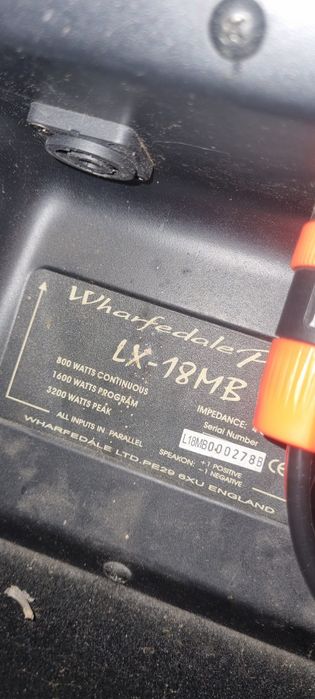 Wharfedale
LX-18MB
800 WATTS CONTINUOUS
1600 WATTS PROGRAM
3200 WATTS PEAK
ALL INPUTS IN PARALLEL
IMPEDANCE:
Serial Number
L18MB000278B
CE
SPEAKON: +1 POSITIVE
-1 NEGATIVE
WHARFEDALE LTD.PE29 6XU ENGLAND